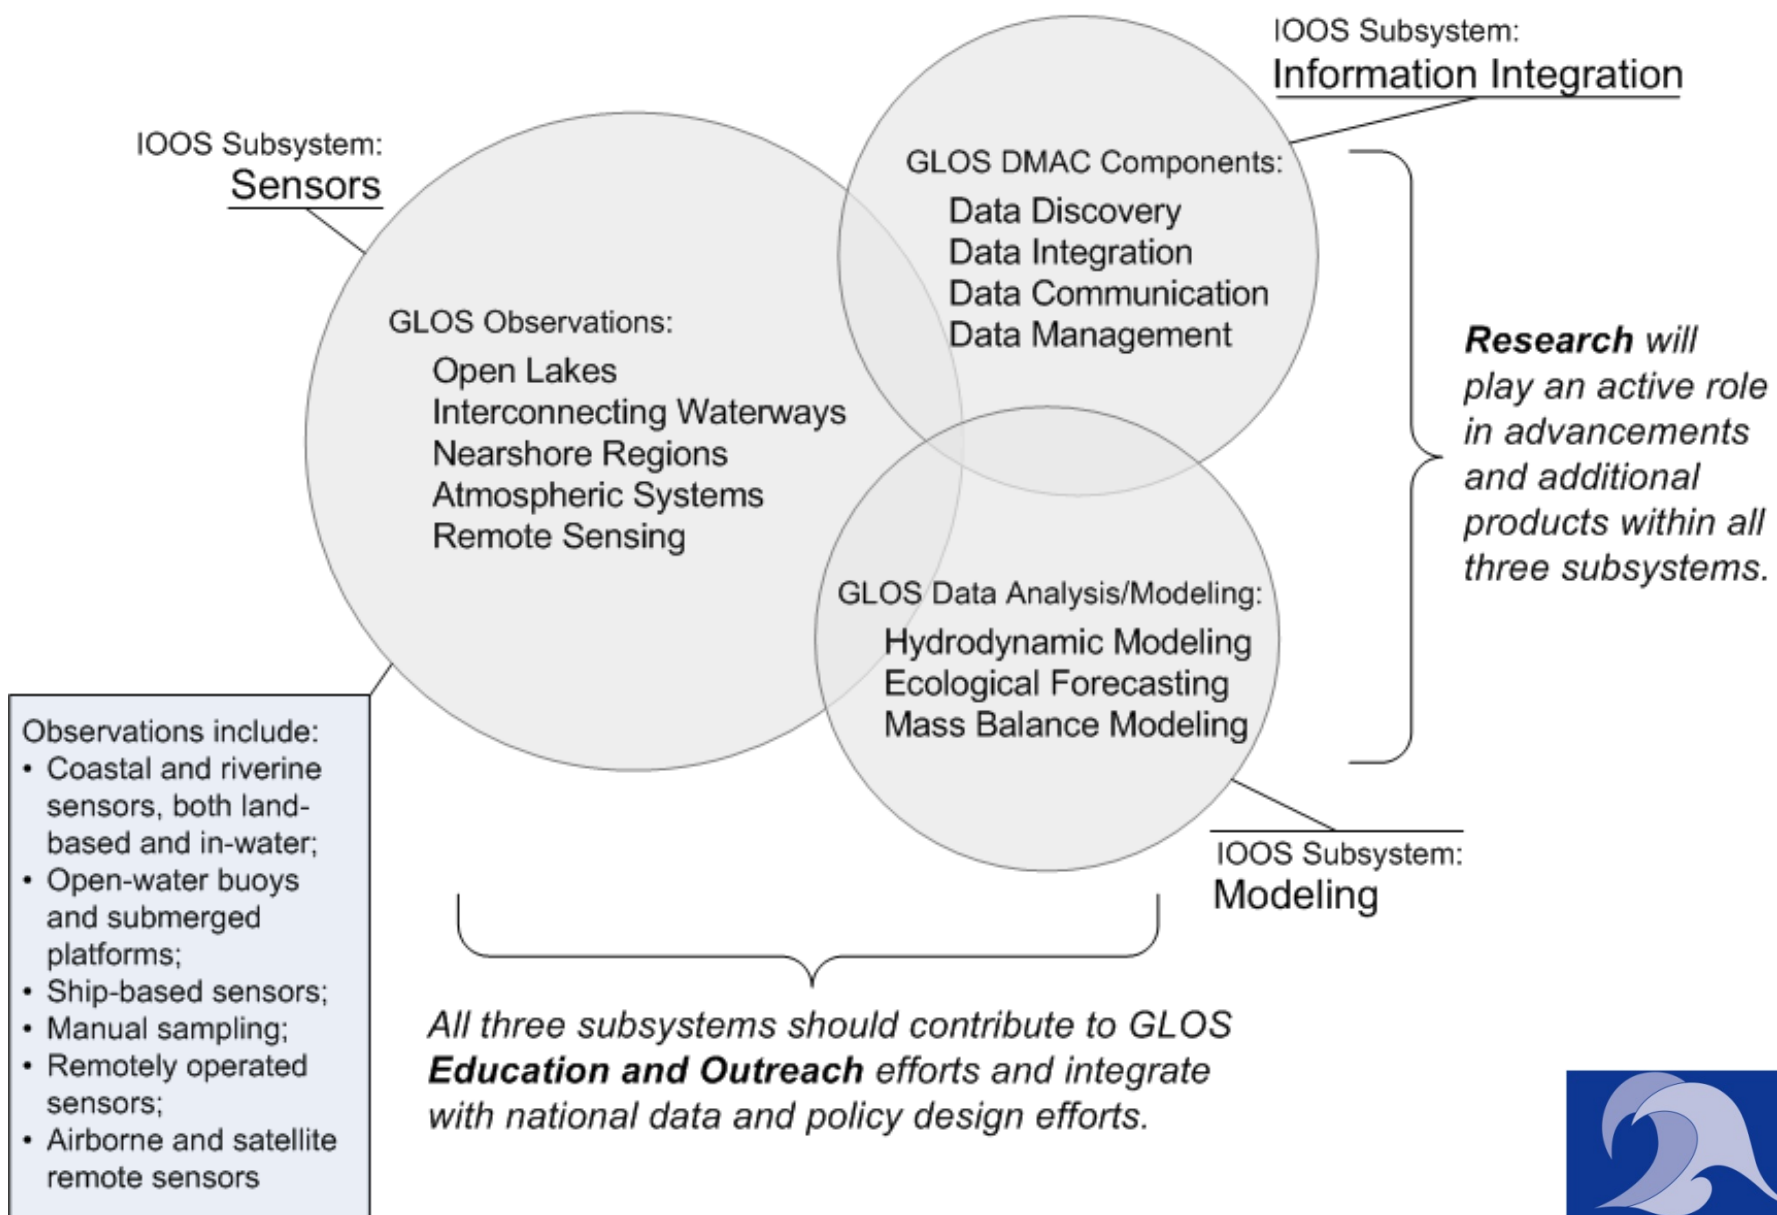 IOOS Subsystem:
Information Integration
IOOS Subsystem:
Sensors
GLOS DMAC Components:
Data Discovery
Data Integration
Data Communication
Data Management
GLOS Observations:
Open Lakes
Interconnecting Waterways
Nearshore Regions
Atmospheric Systems
Remote Sensing
Research will
play an active role
in advancements
and additional
products within all
three subsystems.
GLOS Data Analysis/Modeling:
Hydrodynamic Modeling
Ecological Forecasting
Mass Balance Modeling
IOOS Subsystem:
Modeling
Observations include:
• Coastal and riverine
sensors, both land-
based and in-water;
• Open-water buoys
and submerged
platforms;
• Ship-based sensors;
• Manual sampling;
• Remotely operated
sensors;
• Airborne and satellite
remote sensors
All three subsystems should contribute to GLOS
Education and Outreach efforts and integrate
with national data and policy design efforts.